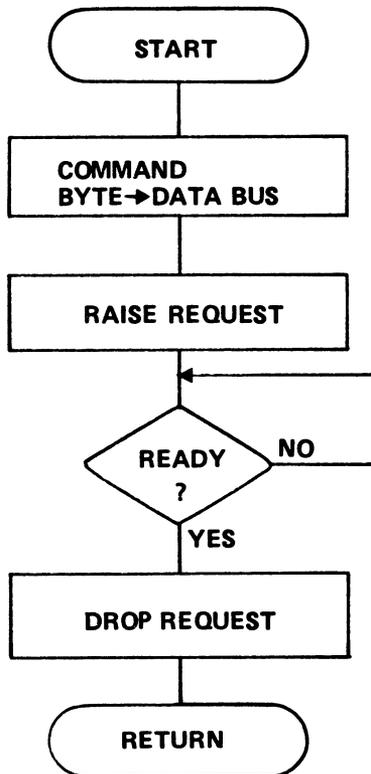 START
COMMAND
BYTE→DATA BUS
RAISE REQUEST
READY
?
NO
YES
DROP REQUEST
RETURN